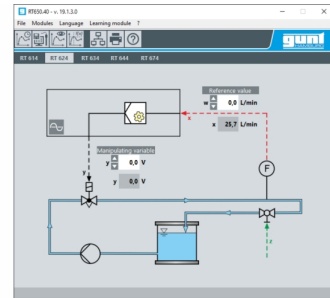 RT650.40 - v. 19.1.3.0
File Modules Language Learning module ?
gunt
RT 614 RT 624 RT 634 RT 644 RT 674
Reference value
w 0,0 L/min
x 25,7 L/min
x
Manipulating variable
y 0,0 V
y 0,0 V
y
F
z